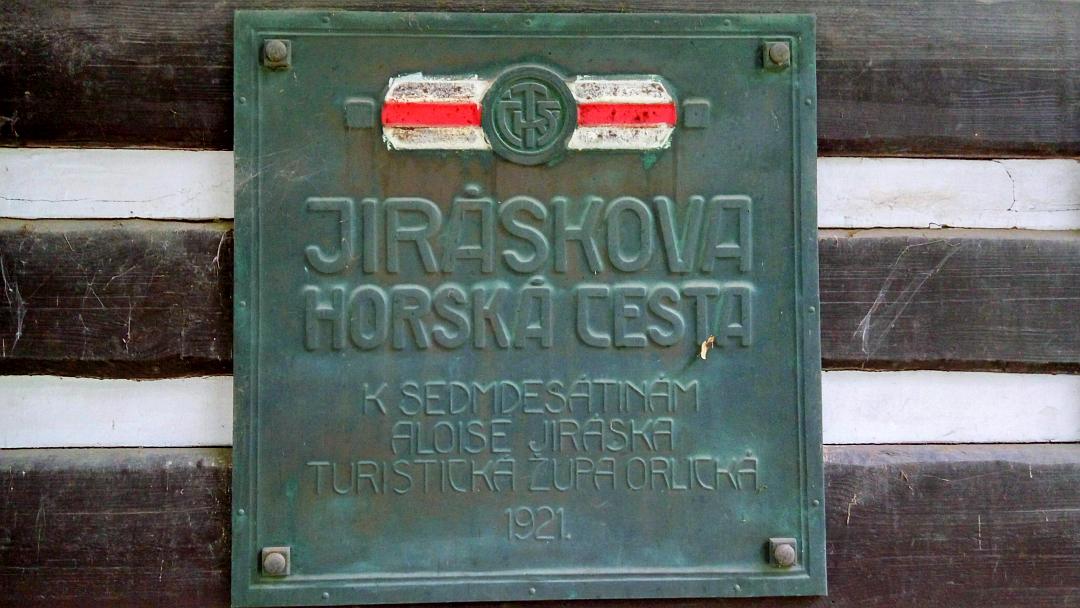 JIRÁSKOVA
HORSKÁ CESTA
K SEDMDESÁTINÁM
ALOISE JIRÁSKA
TURISTICKÁ ŽUPA ORLICKÁ
1921.